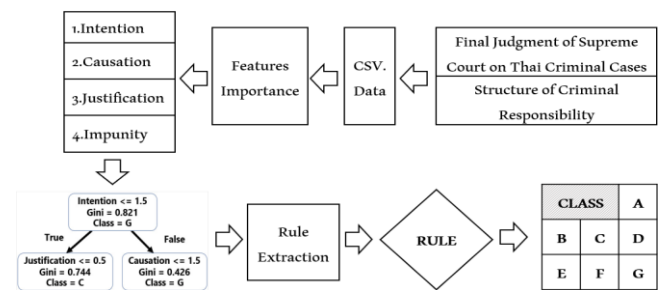 1.Intention
2.Causation
3.Justification
4.Impunity
Features
Importance
CSV.
Data
Final Judgment of Supreme
Court on Thai Criminal Cases
Structure of Criminal
Responsibility
Intention <= 1.5
Gini = 0.821
Class = G
True
False
Justification <= 0.5
Gini = 0.744
Class = C
Causation <= 1.5
Gini = 0.426
Class = G
Rule
Extraction
RULE
CLASS A
B C D
E F G